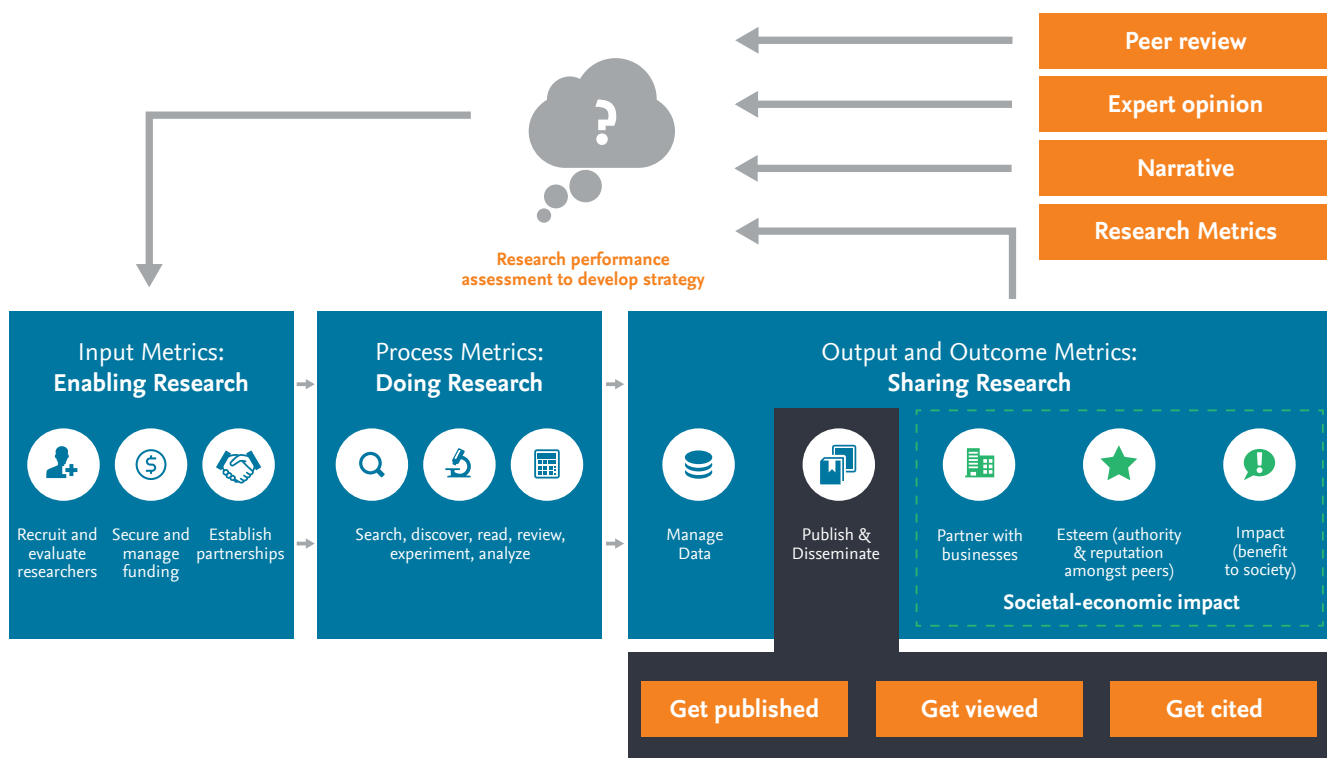 Peer review
Expert opinion
Narrative
Research Metrics
?
Research performance
assessment to develop strategy
Input Metrics:
Enabling Research
Recruit and
evaluate
researchers
Secure and
manage
funding
Establish
partnerships
Process Metrics:
Doing Research
Search, discover, read, review,
experiment, analyze
Output and Outcome Metrics:
Sharing Research
Manage
Data
Publish &
Disseminate
Partner with
businesses
Esteem (authority
& reputation
amongst peers)
Impact
(benefit
to society)
Societal-economic impact
Get published
Get viewed
Get cited